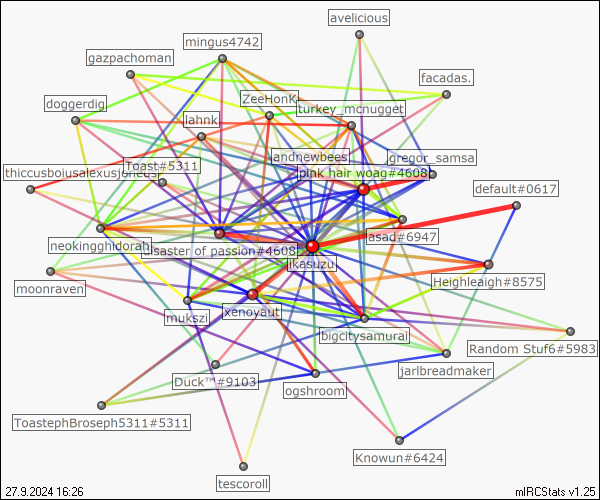 avelicious
mingus4742
gazpachoman
facadas.
ZeeHonK
doggerdig
turkey_mcnugget
lahnk
andnewbees
gregor_samsa
Toast#5311
thiccusboiusalexusjoneus
pink hair woag#4608
default#0617
asad#6947
neokingghidorah
disaster of passion#4608
ikasuzu
Heighleaigh#8575
moonraven
xenoyaut
mukszi
bigcitysamurai
Random Stuf6#5983
jarlbreadmaker
Duck™#9103
ogshroom
ToastephBroseph5311#5311
Knowun#6424
tescoroll
27.9.2024 16:26
mIRCStats v1.25